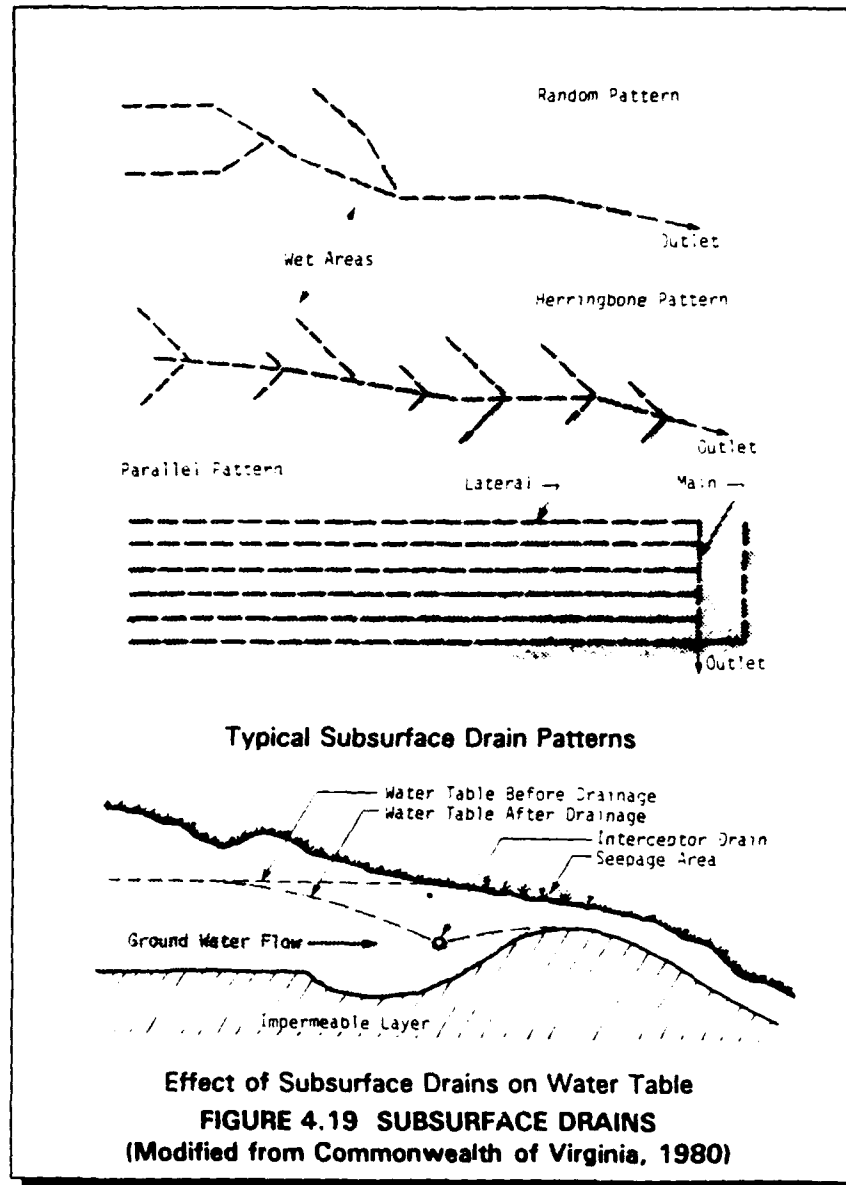 Random Pattern
Outlet
Wet Areas
Herringbone Pattern
Outlet
Parallel Pattern
Lateral →
Main →
Outlet
Typical Subsurface Drain Patterns
Water Table Before Drainage
Water Table After Drainage
Interceptor Drain
Seepage Area
Ground Water Flow
Impermeable Layer
Effect of Subsurface Drains on Water Table
FIGURE 4.19 SUBSURFACE DRAINS
(Modified from Commonwealth of Virginia, 1980)